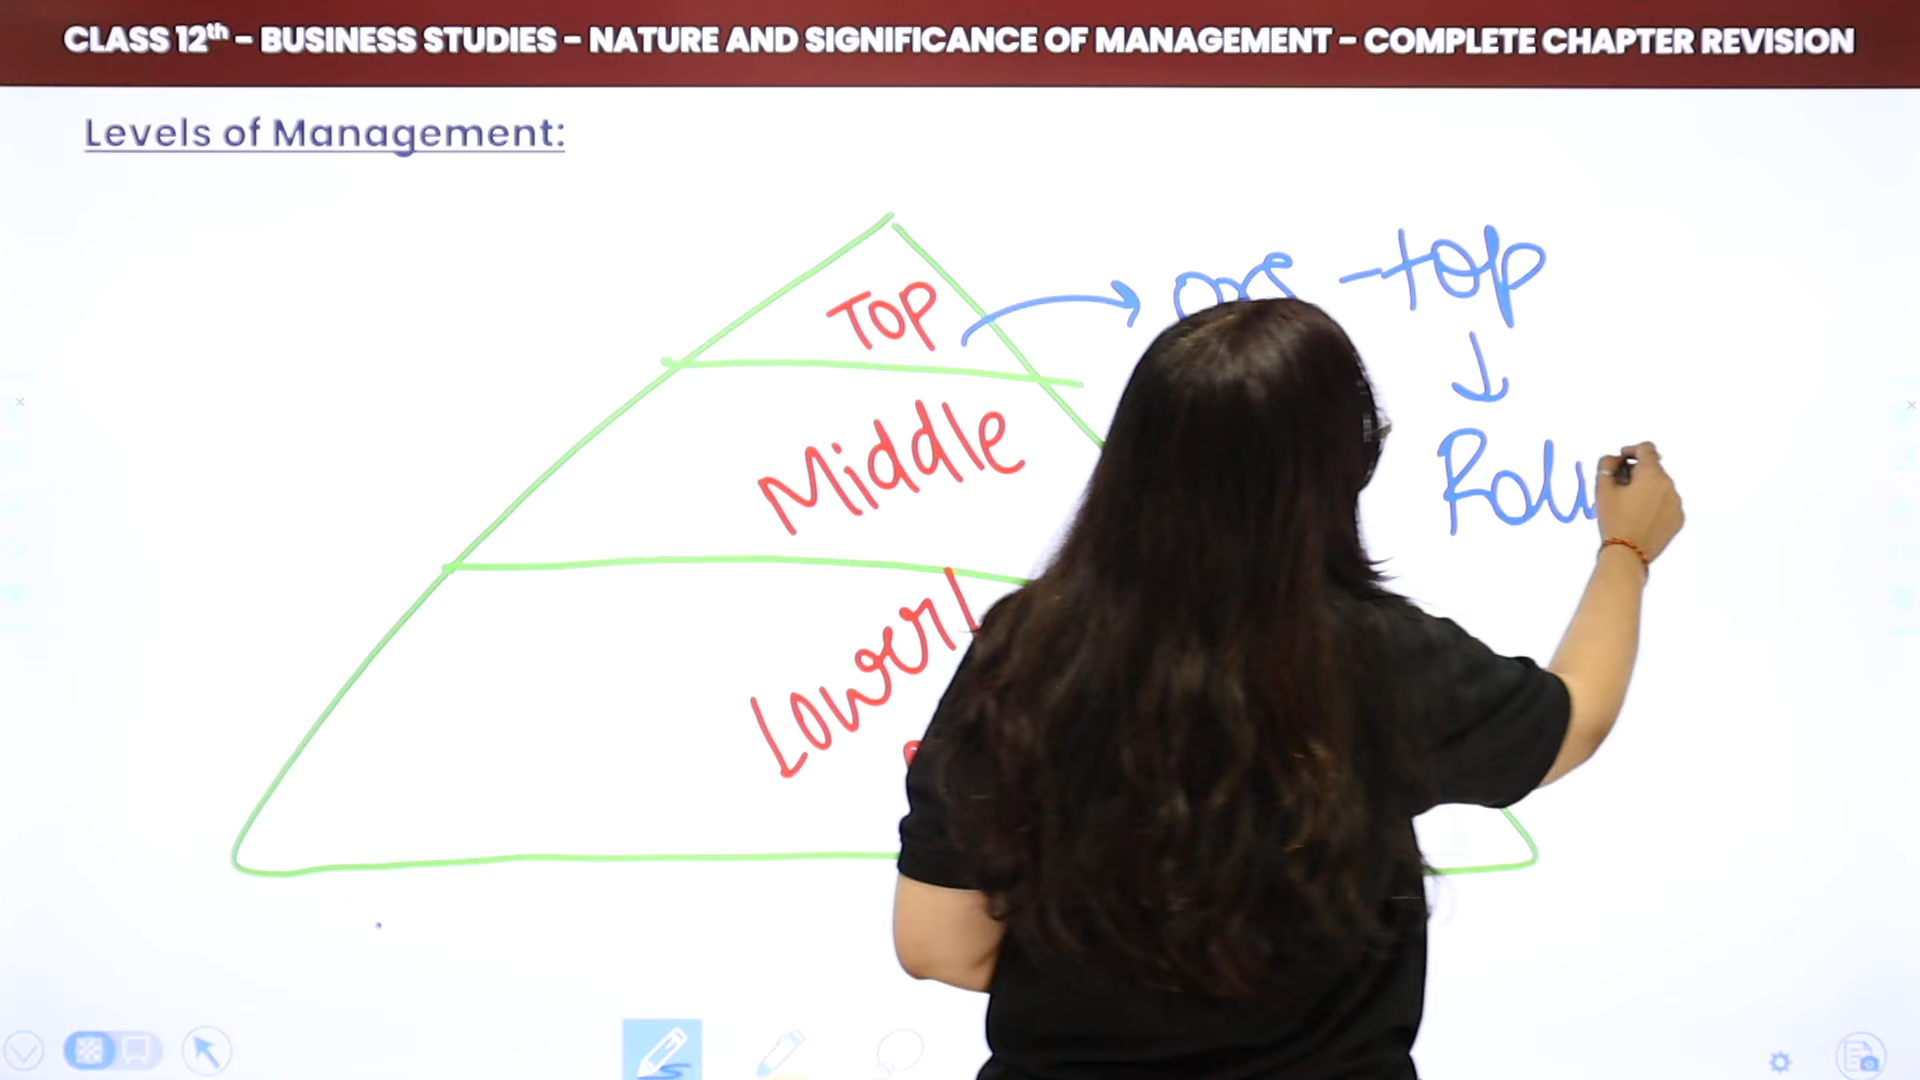 CLASS 12th - BUSINESS STUDIES - NATURE AND SIGNIFICANCE OF MANAGEMENT - COMPLETE CHAPTER REVISION
Levels of Management:
Top
-top
Middle
Lower